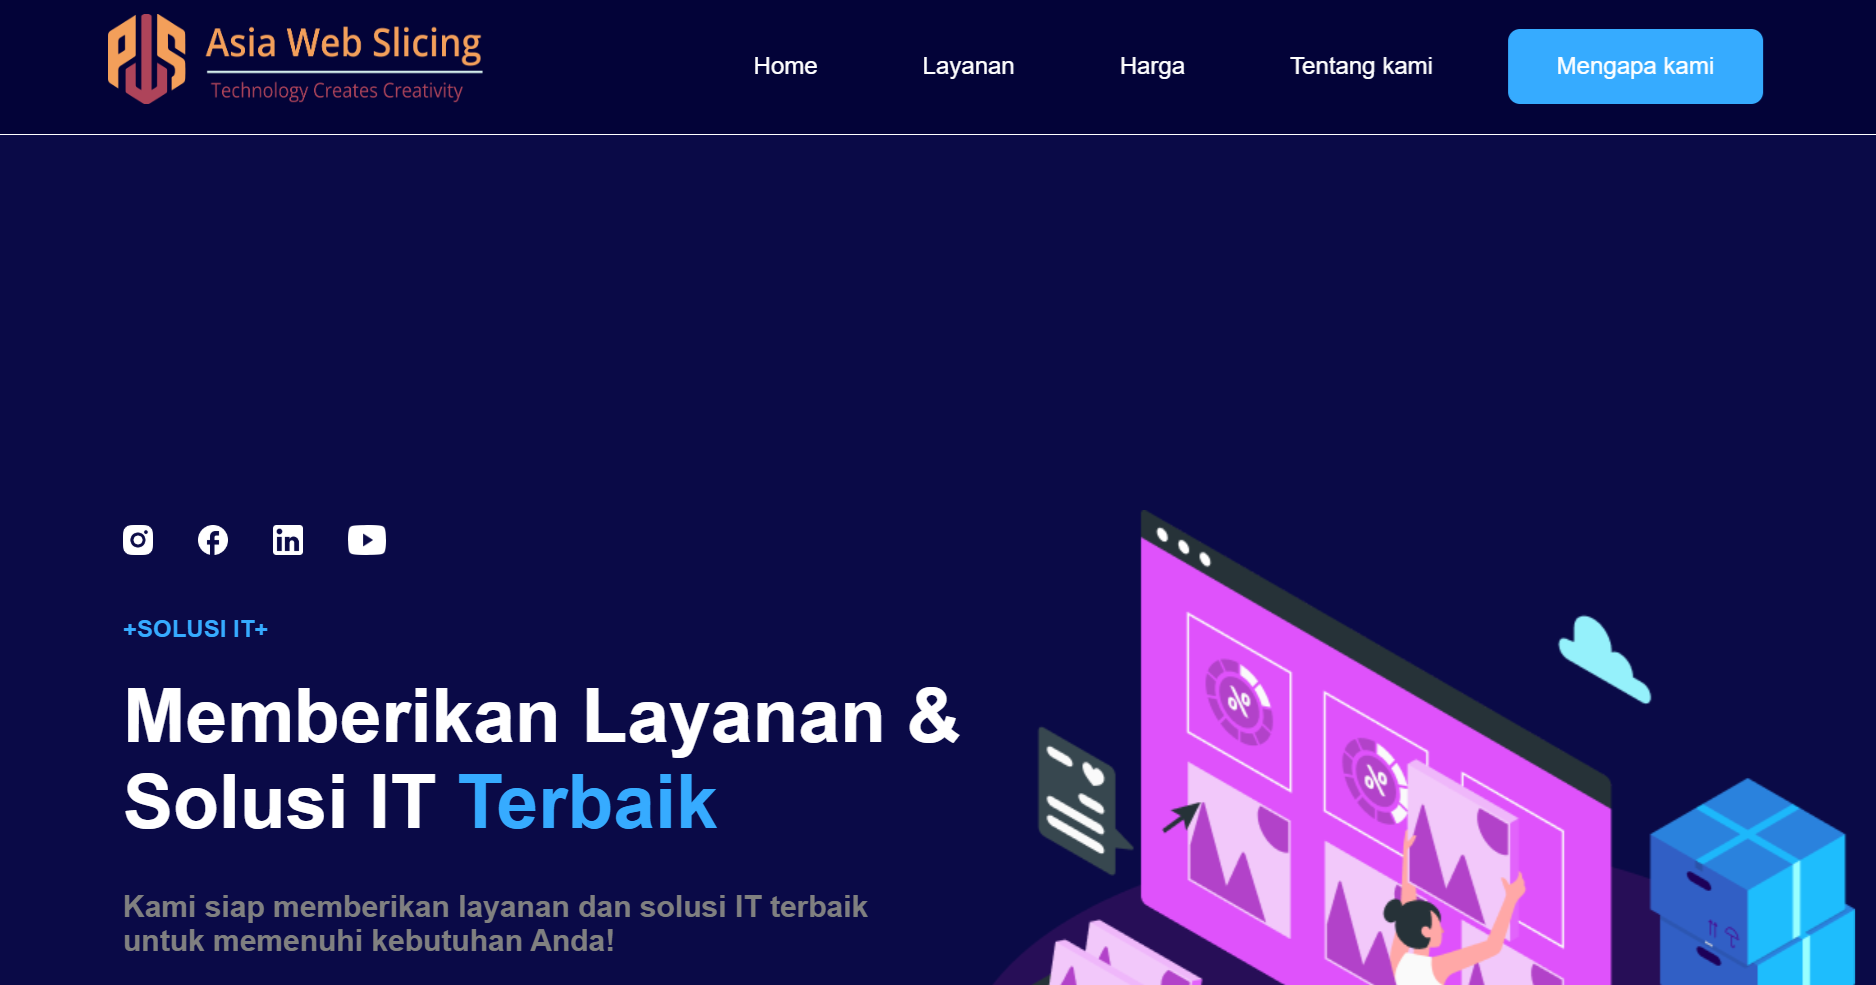 Asia Web Slicing
Technology Creates Creativity
Home
Layanan
Harga
Tentang kami
Mengapa kami
+SOLUSI IT+
Memberikan Layanan &
Solusi IT Terbaik
Kami siap memberikan layanan dan solusi IT terbaik
untuk memenuhi kebutuhan Anda!
%
%